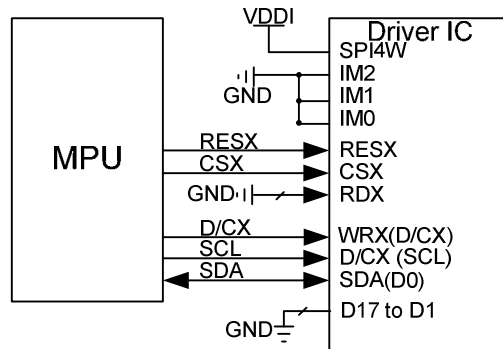 VDDI
Driver IC
SPI4W
IM2
GND
IM1
IM0
MPU
RESX
RESX
CSX
CSX
GND
RDX
D/CX
WRX(D/CX)
SCL
D/CX (SCL)
SDA
SDA(D0)
D17 to D1
GND